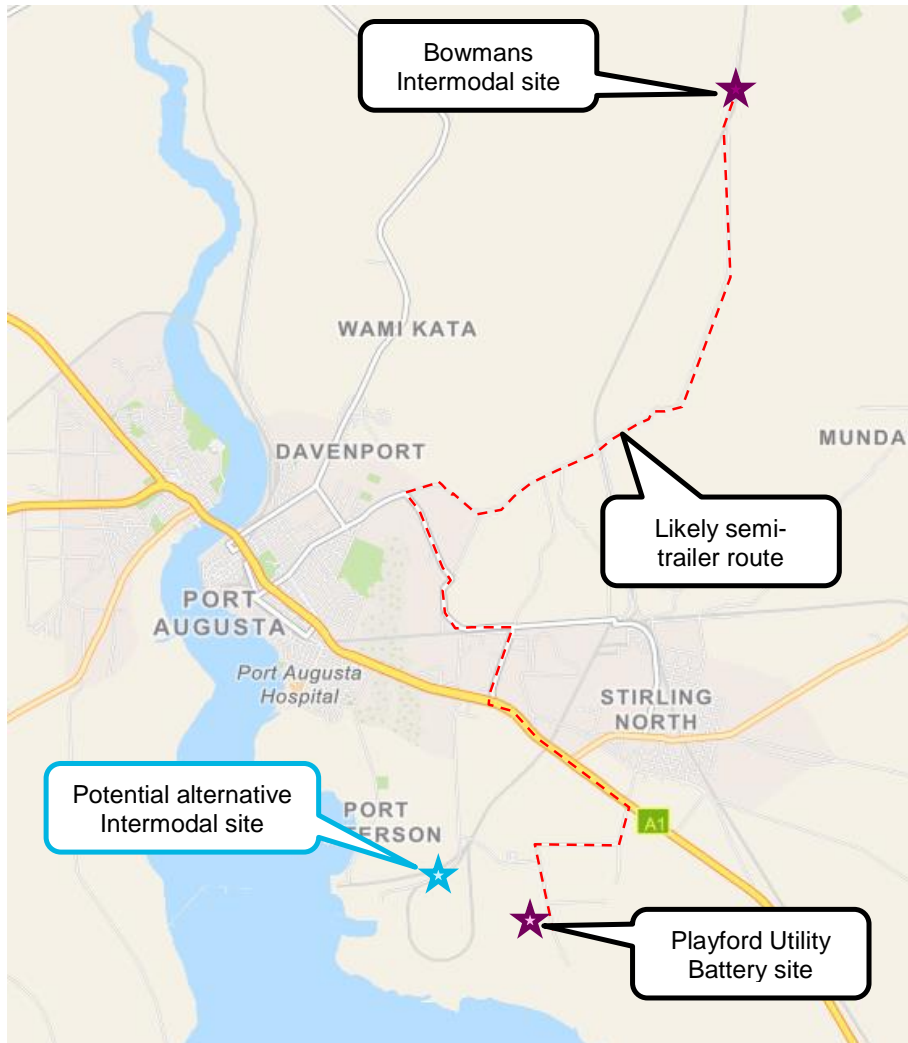 Bowmans
Intermodal site
WAMI KATA
DAVENPORT
MUNDA
Likely semi-
trailer route
PORT
AUGUSTA
Port Augusta
Hospital
STIRLING
NORTH
Potential alternative
Intermodal site
PORT
TERSON
A1
Playford Utility
Battery site